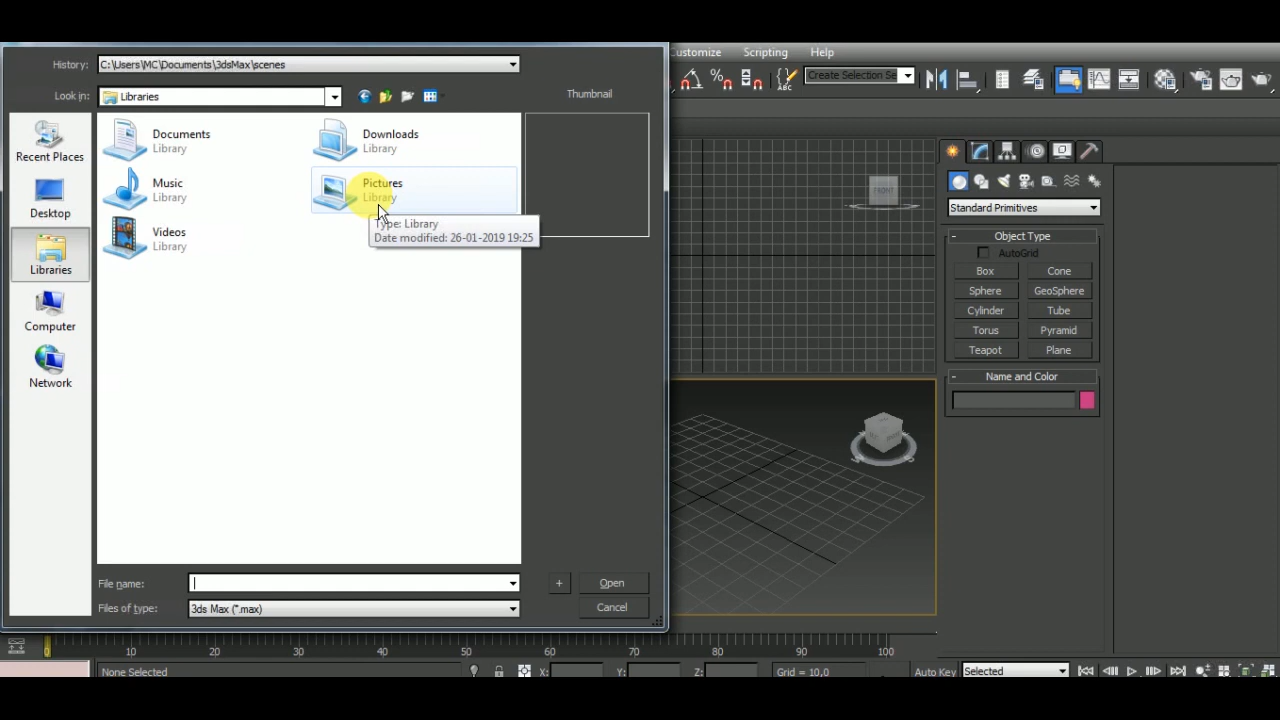 History: C:\Users\MC\Documents\3dsMax\scenes
Look in: Libraries
Thumbnail
Recent Places
Desktop
Libraries
Computer
Network
Documents
Library
Downloads
Library
Music
Library
Pictures
Library
Videos
Library
Type: Library
Date modified: 26-01-2019 19:25
File name:
+ Open
Files of type: 3ds Max (*.max)
Cancel
Customize Scripting Help
Create Selection Se
ABC
FRONT
Standard Primitives
- Object Type
AutoGrid
Box Cone
Sphere GeoSphere
Cylinder Tube
Torus Pyramid
Teapot Plane
- Name and Color
0 10 20 30 40 50 60 70 80 90 100
None Selected X: Y: Z: Grid = 10,0 Auto Key Selected